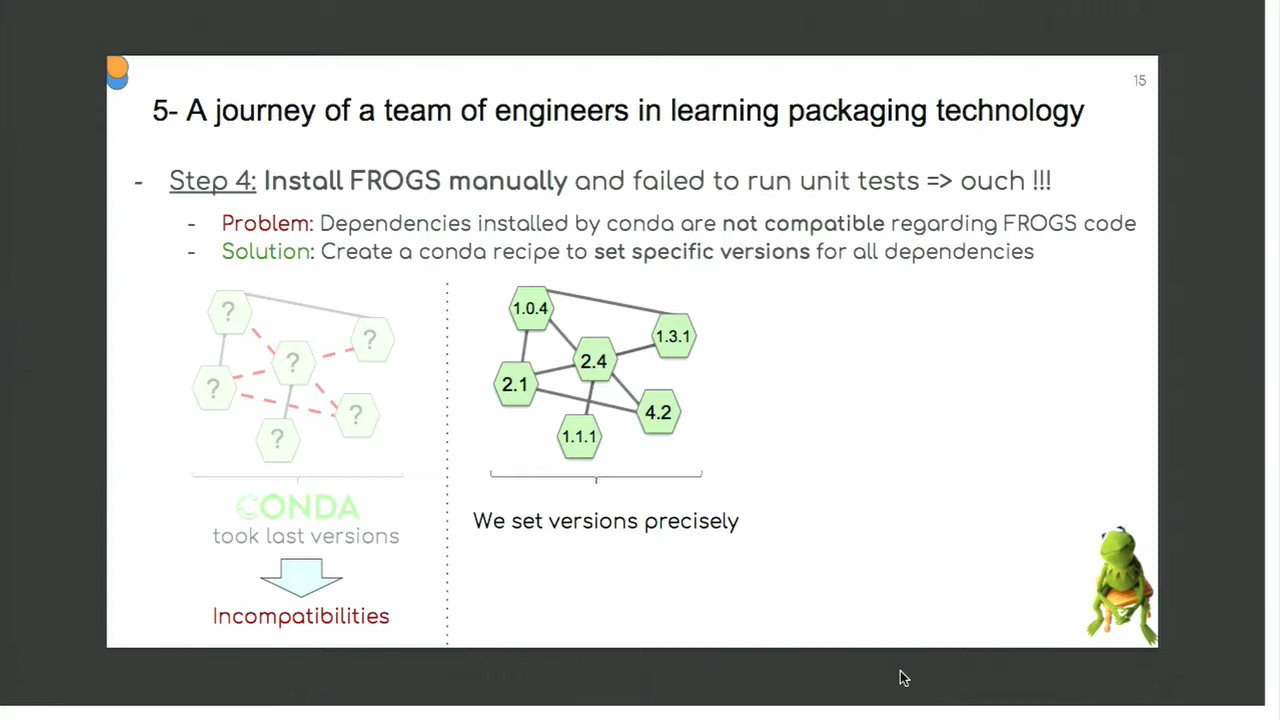 15
5- A journey of a team of engineers in learning packaging technology
- Step 4: Install FROGS manually and failed to run unit tests => ouch !!!
- Problem: Dependencies installed by conda are not compatible regarding FROGS code
- Solution: Create a conda recipe to set specific versions for all dependencies
?
?
?
?
?
?
1.0.4
1.3.1
2.4
2.1
4.2
1.1.1
CONDA
took last versions
Incompatibilities
We set versions precisely